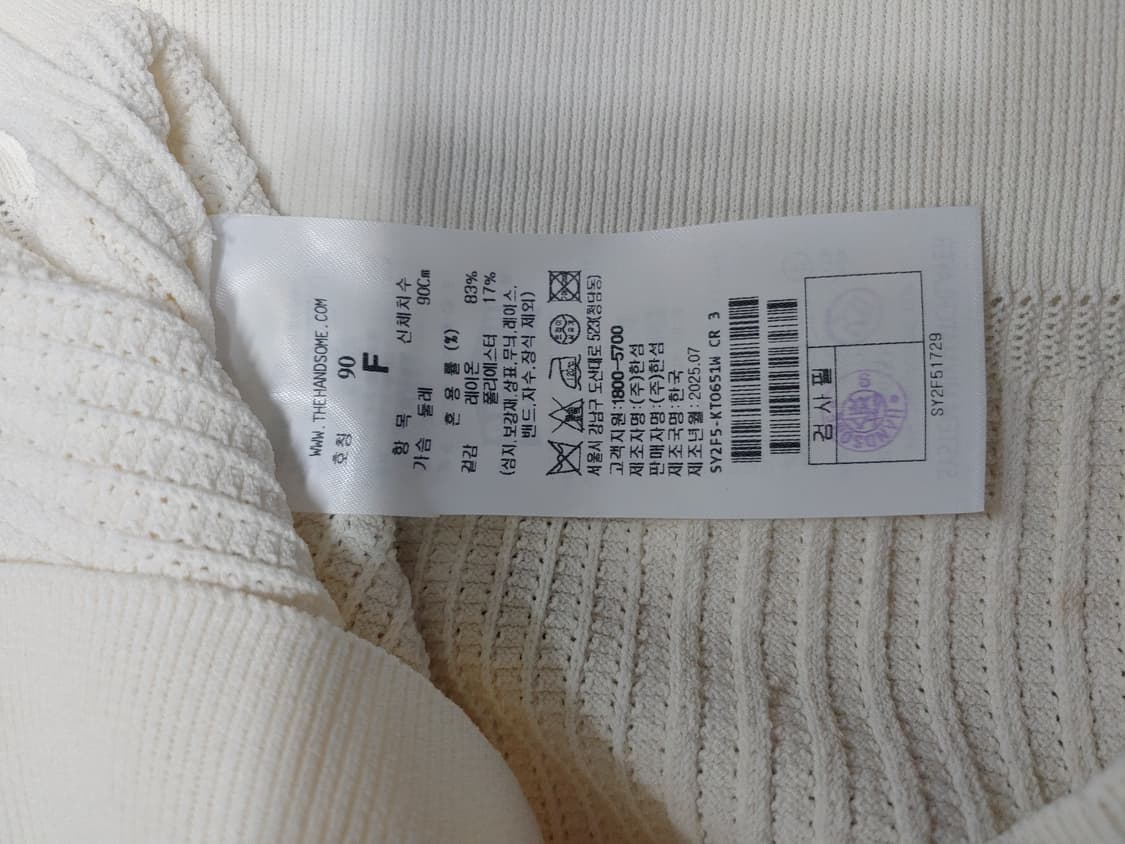 WWW.THEHANDSOME.COM
호칭 90
F
항 목 신체치수
가슴 둘레 90Cm
혼 용 률 (%)
겉감 레이온 83%
폴리에스터 17%
(심지,보강재,상표,무늬,레이스,
밴드,자수,장식 제외)
서울시 강남구 도산대로 523(청담동)
고객지원:1800-5700
제조자명:(주)한섬
판매자명:(주)한섬
제조국명:한국
제조년월:2025.07
SY2F5-KTO651W CR 3
검사필
SY2F51729